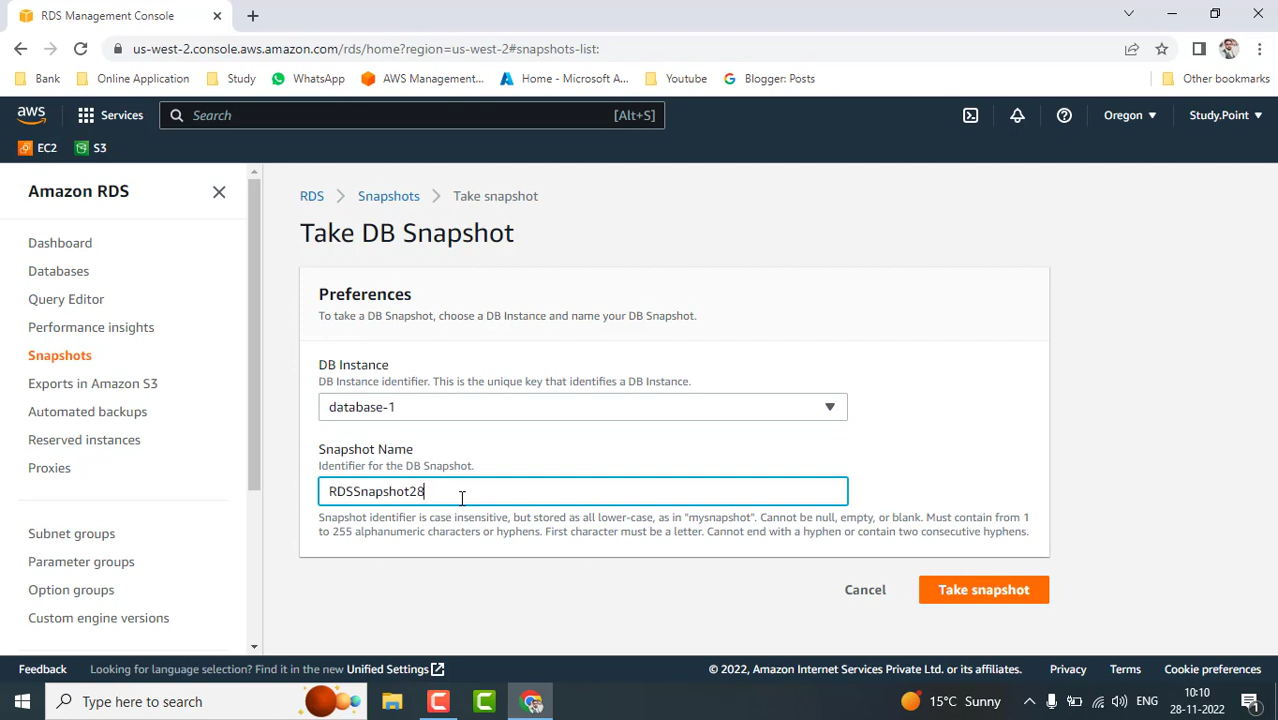 RDS Management Console
us-west-2.console.aws.amazon.com/rds/home?region=us-west-2#snapshots-list:
Bank
Online Application
Study
WhatsApp
AWS Management...
Home - Microsoft A...
Youtube
Blogger: Posts
Other bookmarks
aws
Services
Search
[Alt+S]
Oregon
Study.Point
EC2
S3
Amazon RDS
Dashboard
Databases
Query Editor
Performance insights
Snapshots
Exports in Amazon S3
Automated backups
Reserved instances
Proxies
Subnet groups
Parameter groups
Option groups
Custom engine versions
RDS
Snapshots
Take snapshot
Take DB Snapshot
Preferences
To take a DB Snapshot, choose a DB Instance and name your DB Snapshot.
DB Instance
DB Instance identifier. This is the unique key that identifies a DB Instance.
database-1
Snapshot Name
Identifier for the DB Snapshot.
RDSSnapshot28
Snapshot identifier is case insensitive, but stored as all lower-case, as in "mysnapshot". Cannot be null, empty, or blank. Must contain from 1
to 255 alphanumeric characters or hyphens. First character must be a letter. Cannot end with a hyphen or contain two consecutive hyphens.
Cancel
Take snapshot
Feedback
Looking for language selection? Find it in the new Unified Settings
© 2022, Amazon Internet Services Private Ltd. or its affiliates.
Privacy
Terms
Cookie preferences
Type here to search
15°C Sunny
ENG
10:10
28-11-2022
1